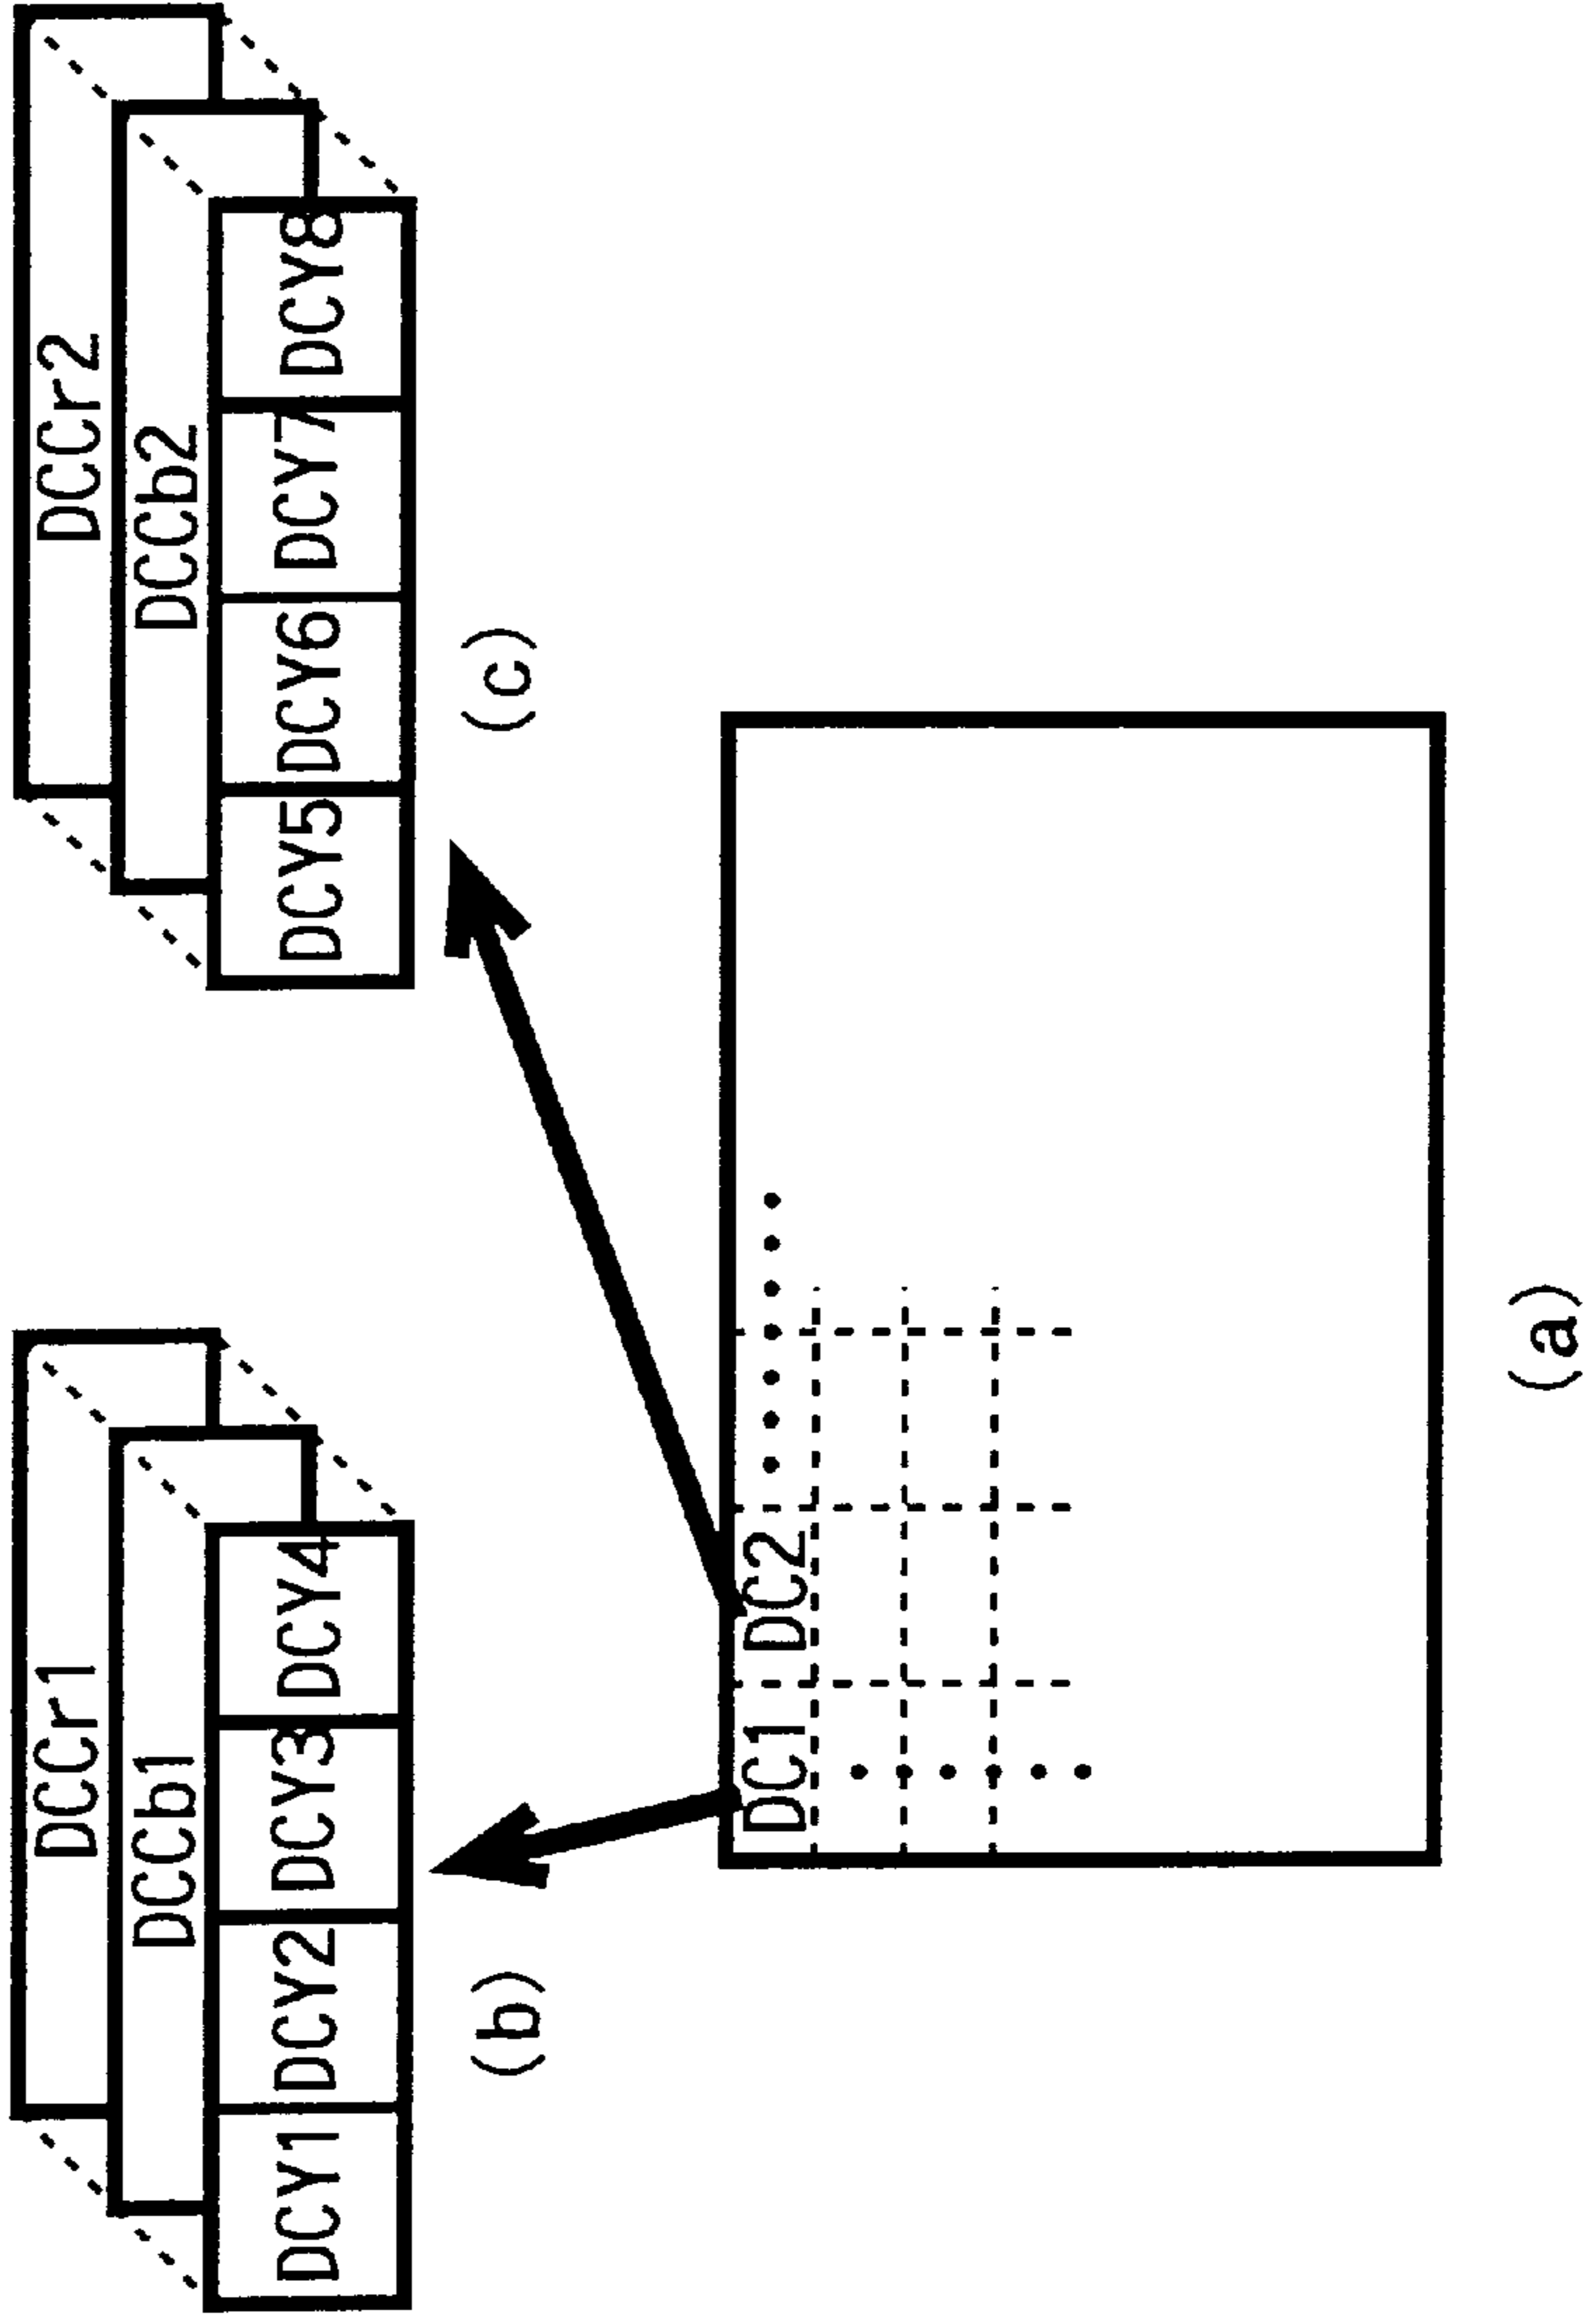 DCCr1
DCCb1
DCY1 DCY2 DCY3 DCY4
(b)
DCCr2
DCCb2
DCY5 DCY6 DCY7 DCY8
(c)
DC1 DC2
(a)